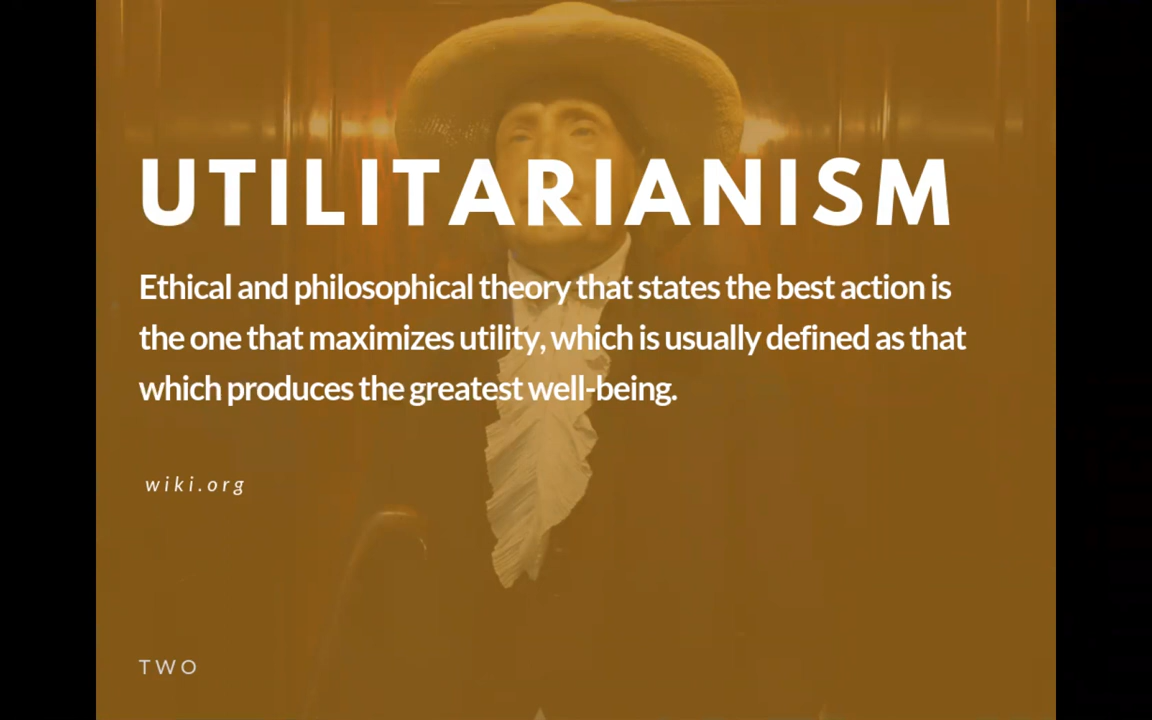 UTILITARIANISM
Ethical and philosophical theory that states the best action is
the one that maximizes utility, which is usually defined as that
which produces the greatest well-being.
wiki.org
TWO